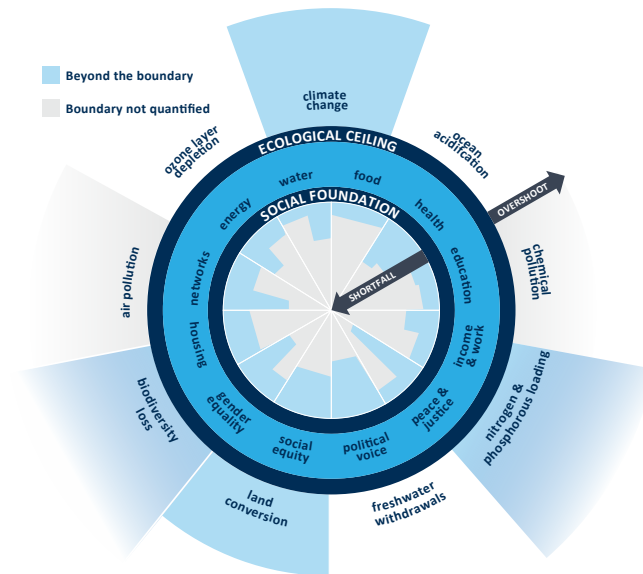 Beyond the boundary
Boundary not quantified
climate
change
ozone layer
depletion
ocean
acidifcation
ECOLOGICAL CEILING
water
food
energy
health
SOCIAL FOUNDATION
OVERSHOOT
SHORTFALL
networks
education
air pollution
chemical
pollution
housing
income
& work
gender
equality
peace &
justice
social
equity
political
voice
biodiversity
loss
nitrogen &
phosphorous loading
land
conversion
freshwater
withdrawals